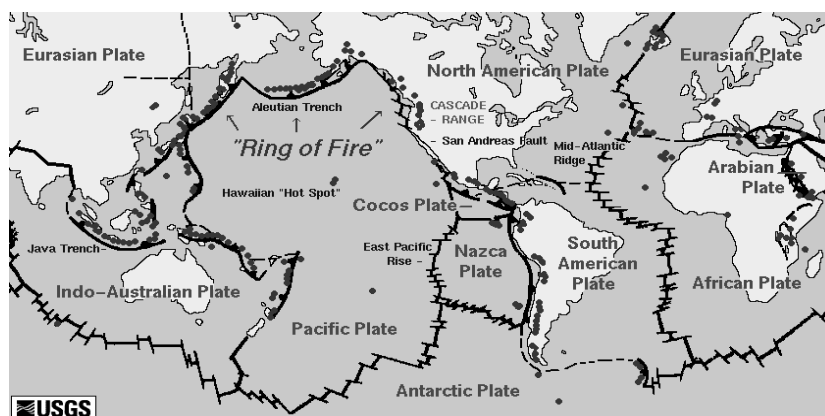 Eurasian Plate
North American Plate
Eurasian Plate
Aleutian Trench
CASCADE
RANGE
"Ring of Fire"
San Andreas Fault
Mid-Atlantic
Ridge
Arabian
Plate
Hawaiian "Hot Spot"
Cocos Plate
Java Trench
East Pacific
Rise
Nazca
Plate
South
American
Plate
Indo-Australian Plate
African Plate
Pacific Plate
Antarctic Plate
USGS